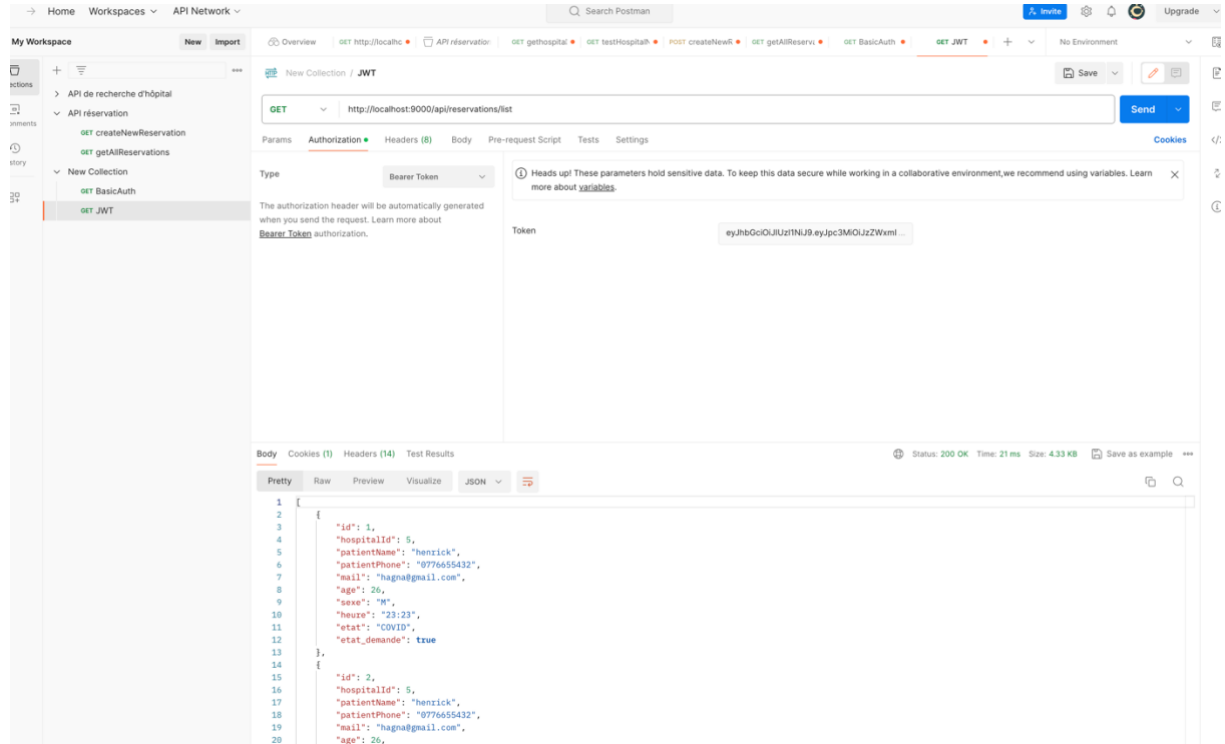 Home Workspaces API Network Search Postman Invite Upgrade
My Workspace New Import Overview GET http://localhc API réservation GET gethospital GET testHospitalh POST createNewR GET getAllReserv GET BasicAuth GET JWT No Environment
New Collection / JWT Save
API de recherche d'hôpital
API réservation
GET createNewReservation
GET getAllReservations
New Collection
GET BasicAuth
GET JWT
GET http://localhost:9000/api/reservations/list Send
Params Authorization Headers (8) Body Pre-request Script Tests Settings Cookies
Type Bearer Token
Heads up! These parameters hold sensitive data. To keep this data secure while working in a collaborative environment,we recommend using variables. Learn
more about variables.
The authorization header will be automatically generated
when you send the request. Learn more about
Bearer Token authorization.
Token
Body Cookies (1) Headers (14) Test Results Status: 200 OK Time: 21 ms Size: 4.33 KB Save as example
Pretty Raw Preview Visualize JSON
1 [
2 {
3 "id": 1,
4 "hospitalId": 5,
5 "patientName": "henrick",
6 "patientPhone": "0776655432",
7 "mail": "hagna@gmail.com",
8 "age": 26,
9 "sexe": "M",
10 "heure": "23:23",
11 "etat": "COVID",
12 "etat_demande": true
13 },
14 {
15 "id": 2,
16 "hospitalId": 5,
17 "patientName": "henrick",
18 "patientPhone": "0776655432",
19 "mail": "hagna@gmail.com",
20 "age": 26,